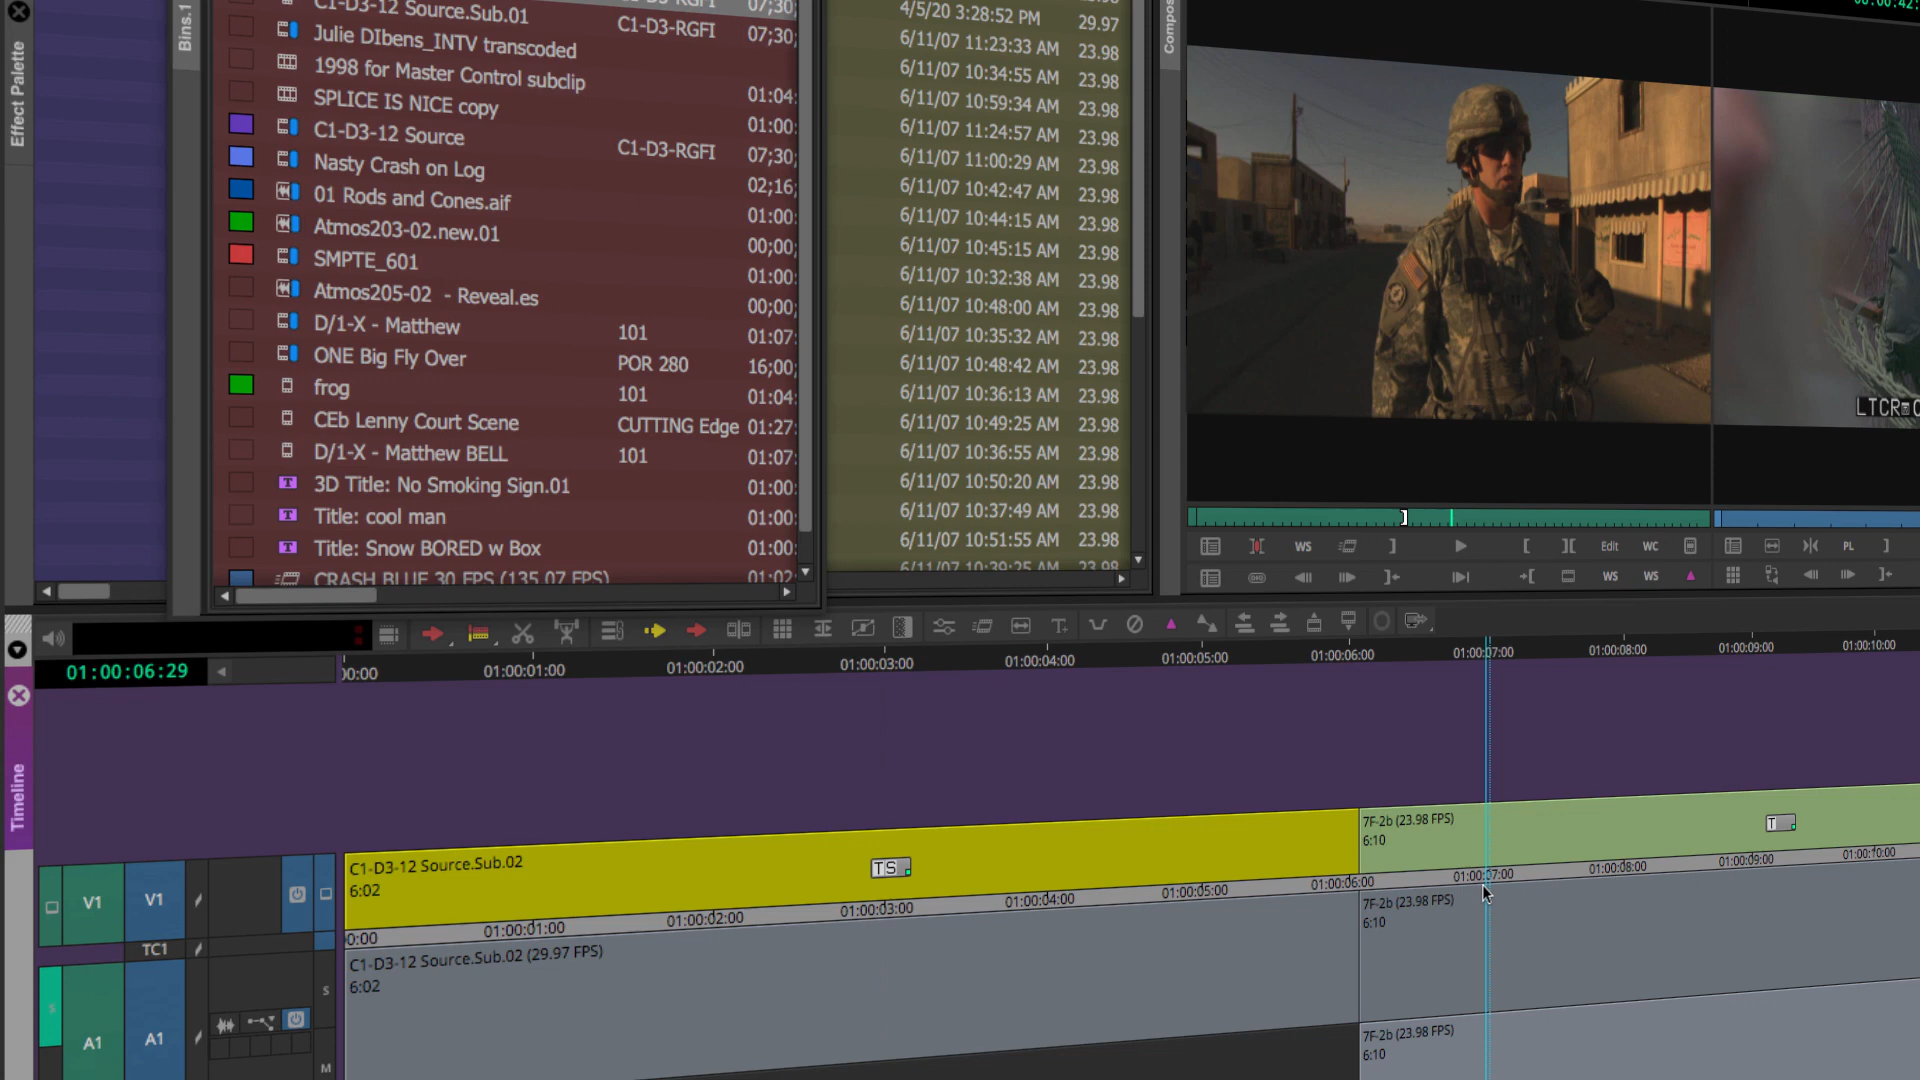 Effect Palette
Bins.1
C1-D3-12 Source.Sub.01
C1-D3-RGFI
07;30;
Julie DIbens_INTV transcoded
C1-D3-RGFI
07;30;
1998 for Master Control subclip
SPLICE IS NICE copy
01:04:
C1-D3-12 Source
01:00:
Nasty Crash on Log
C1-D3-RGFI
07;30;
01 Rods and Cones.aif
02;16;
Atmos203-02.new.01
01:00:
SMPTE_601
00;00;
Atmos205-02 - Reveal.es
01:00:
D/1-X - Matthew
101
00;00;
ONE Big Fly Over
POR 280
01:07:
frog
101
16;00;
CEb Lenny Court Scene
CUTTING Edge
01:04:
D/1-X - Matthew BELL
101
01:27:
3D Title: No Smoking Sign.01
01:07:
Title: cool man
01:00:
Title: Snow BORED w Box
01:00:
CRASH BLUE 30 FPS (135.07 FPS)
01:00:
01:02:
4/5/20 3:28:52 PM 29.97
6/11/07 11:23:33 AM 23.98
6/11/07 10:34:55 AM 23.98
6/11/07 10:59:34 AM 23.98
6/11/07 11:24:57 AM 23.98
6/11/07 11:00:29 AM 23.98
6/11/07 10:42:47 AM 23.98
6/11/07 10:44:15 AM 23.98
6/11/07 10:45:15 AM 23.98
6/11/07 10:32:38 AM 23.98
6/11/07 10:48:00 AM 23.98
6/11/07 10:35:32 AM 23.98
6/11/07 10:48:42 AM 23.98
6/11/07 10:36:13 AM 23.98
6/11/07 10:49:25 AM 23.98
6/11/07 10:36:55 AM 23.98
6/11/07 10:50:20 AM 23.98
6/11/07 10:37:49 AM 23.98
6/11/07 10:51:55 AM 23.98
6/11/07 10:39:25 AM 23.98
Compos
LTCR
WS
Edit
WC
PL
WS
WS
01:00:06:29
00:00
01:00:01:00
01:00:02:00
01:00:03:00
01:00:04:00
01:00:05:00
01:00:06:00
01:00:07:00
01:00:08:00
01:00:09:00
01:00:10:00
Timeline
C1-D3-12 Source.Sub.02
6:02
TS
7F-2b (23.98 FPS)
6:10
T
V1
V1
TC1
0:00
01:00:01:00
01:00:02:00
01:00:03:00
01:00:04:00
01:00:05:00
01:00:06:00
01:00:07:00
01:00:08:00
01:00:09:00
01:00:10:00
C1-D3-12 Source.Sub.02 (29.97 FPS)
6:02
7F-2b (23.98 FPS)
6:10
S
S
A1
A1
M
7F-2b (23.98 FPS)
6:10